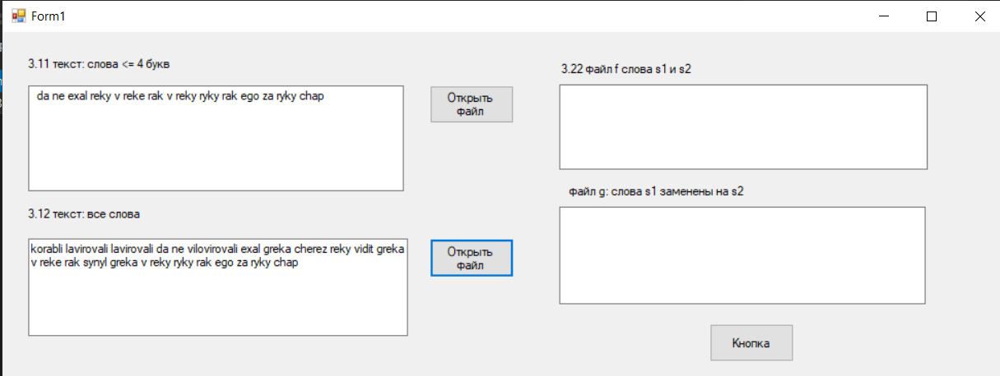 Form1
3.11 текст: слова <= 4 букв
da ne exal reky v reke rak v reky ryky rak ego za ryky chap
Открыть
файл
3.12 текст: все слова
korabli lavirovali lavirovali da ne vilovirovali exal greka cherez reky vidit greka
v reke rak synyl greka v reky ryky rak ego za ryky chap
Открыть
файл
3.22 файл f слова s1 и s2
файл g: слова s1 заменены на s2
Кнопка